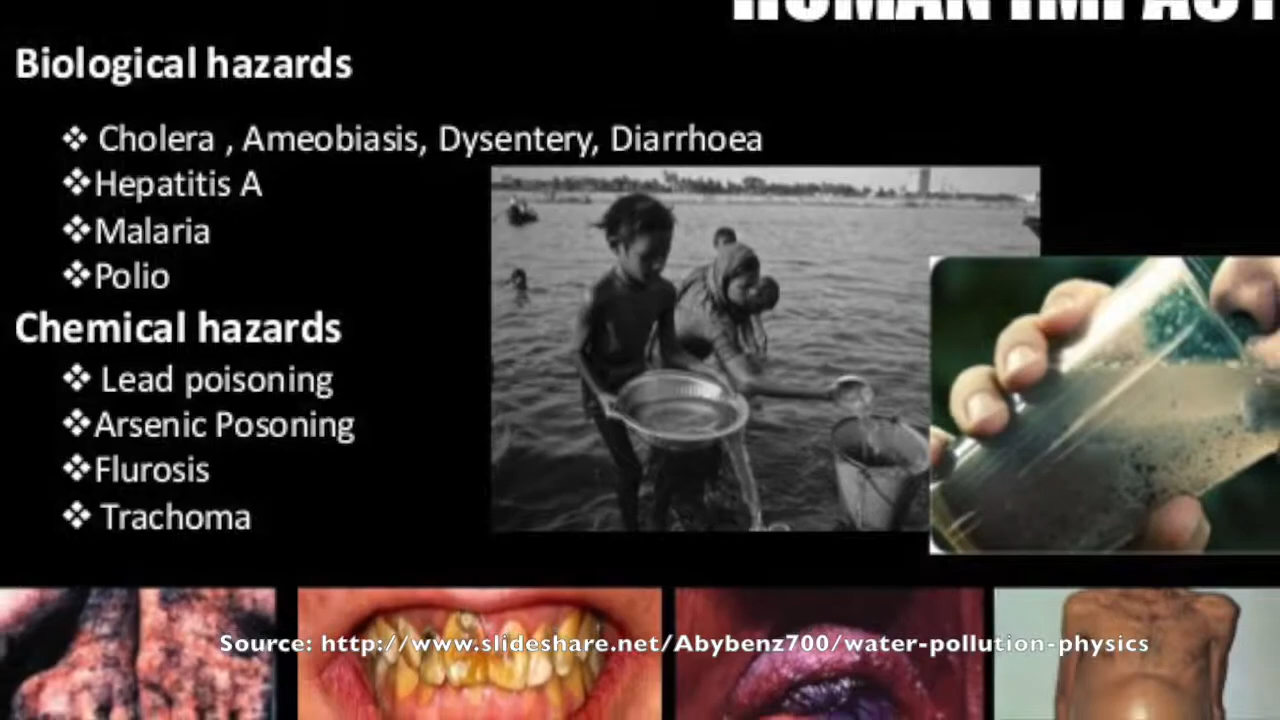 HUMAN IMPACT
Biological hazards
❖ Cholera , Ameobiasis, Dysentery, Diarrhoea
❖Hepatitis A
❖Malaria
❖Polio
Chemical hazards
❖ Lead poisoning
❖Arsenic Posoning
❖Flurosis
❖ Trachoma
Source: http://www.slideshare.net/Abybenz700/water-pollution-physics